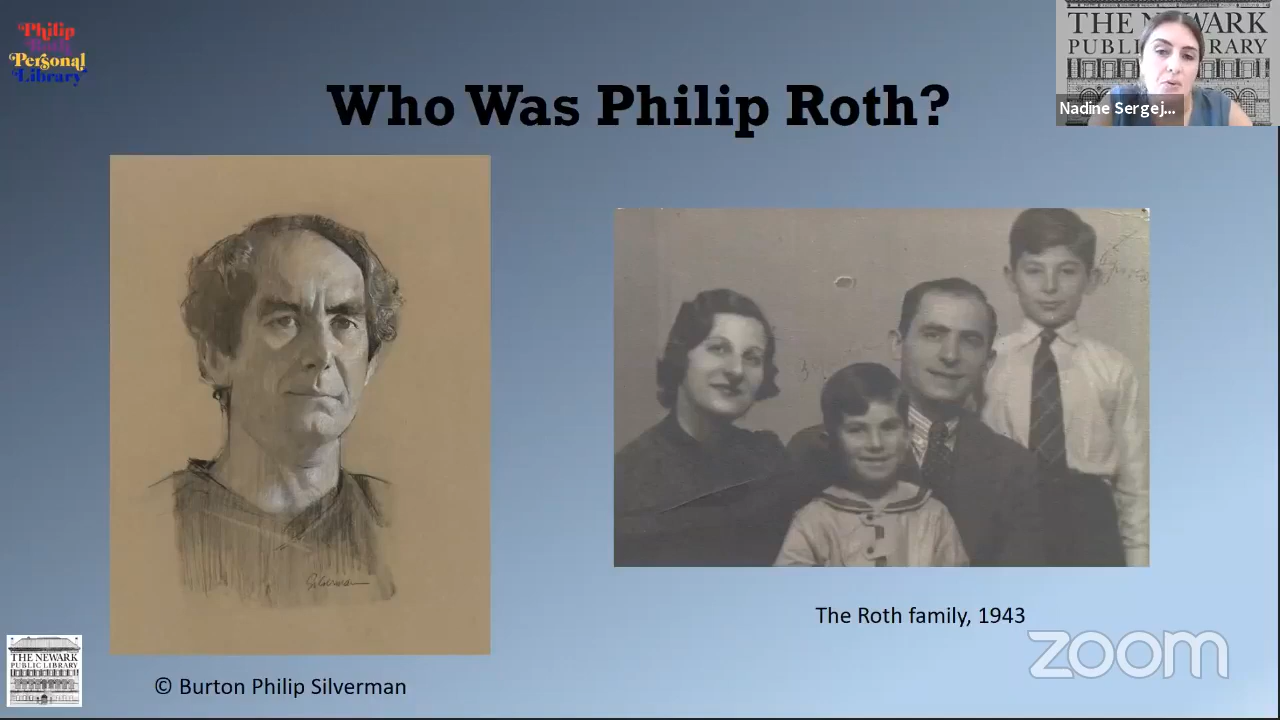 Philip
Roth
Personal
Library
THE NEWARK
PUBLIC LIBRARY
Nadine Sergej...
Who Was Philip Roth?
Silverman
The Roth family, 1943
zoom
THE NEWARK
PUBLIC LIBRARY
© Burton Philip Silverman